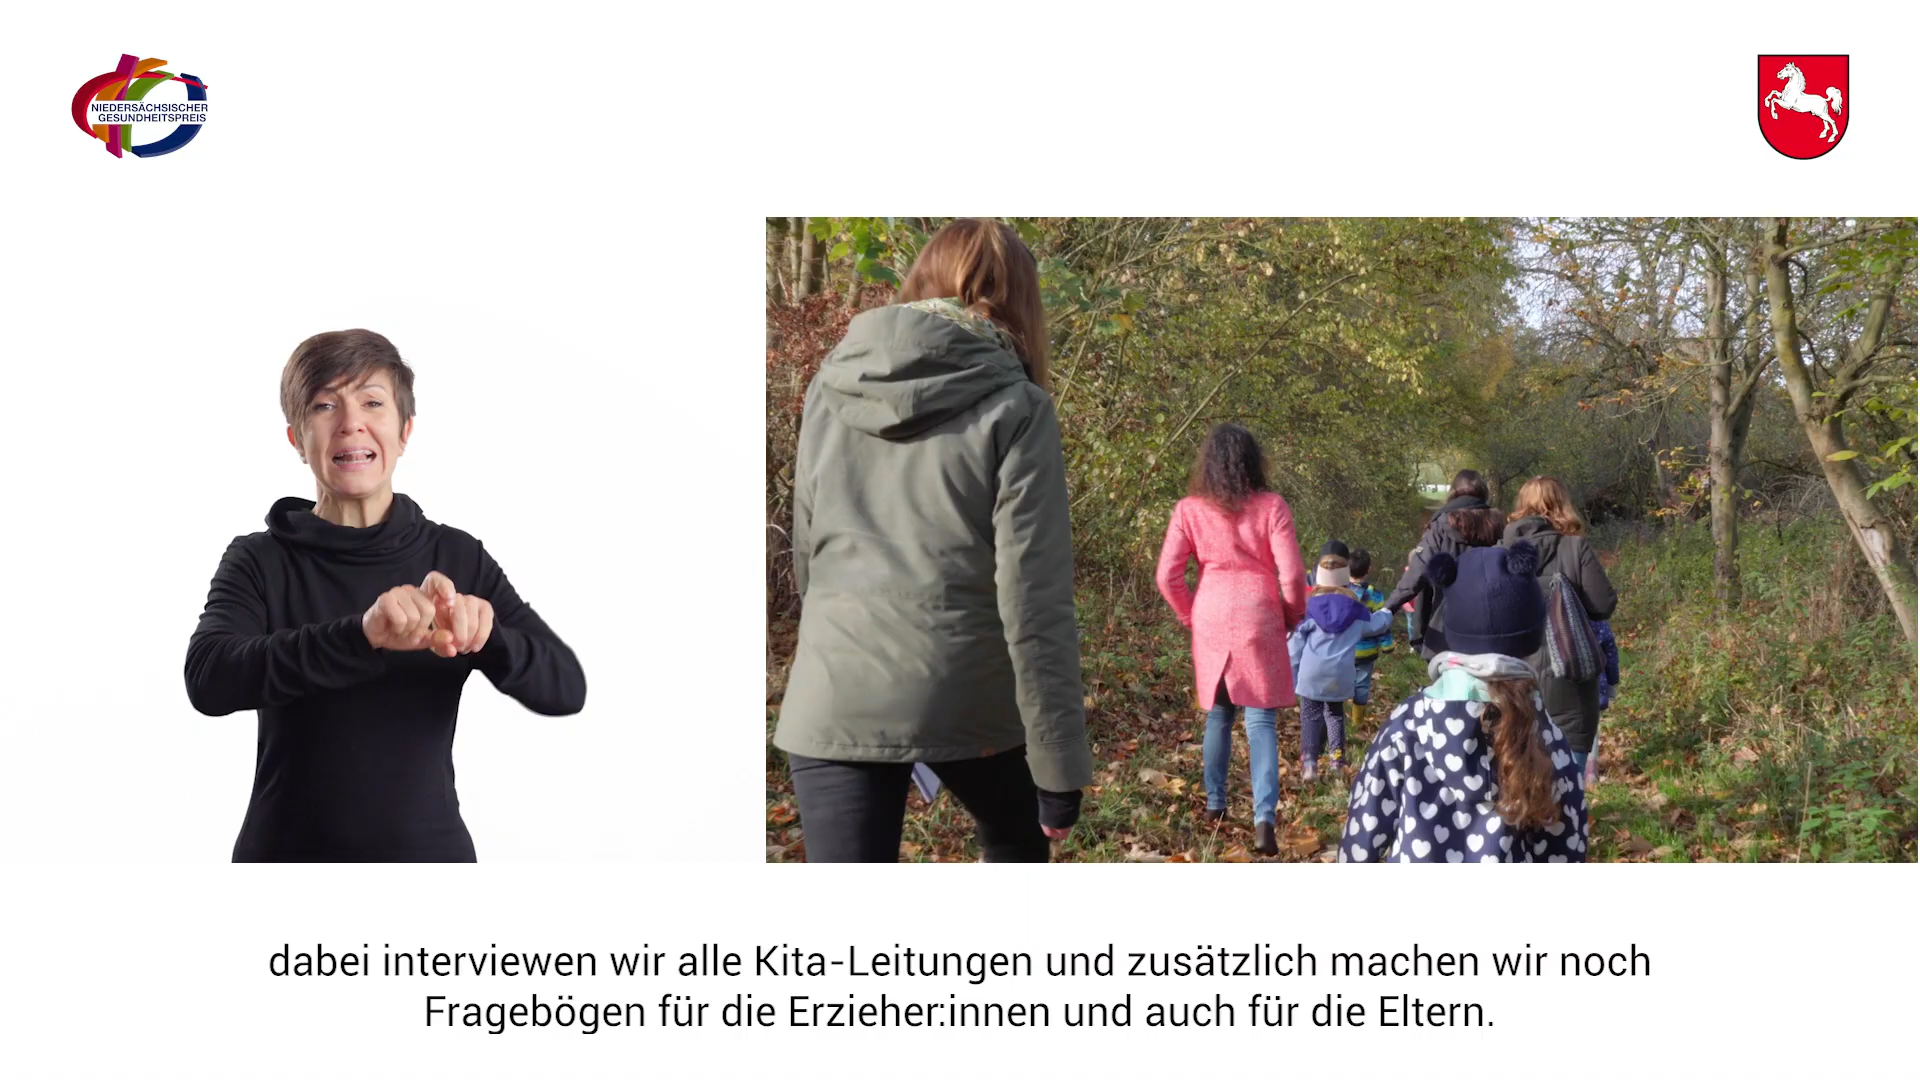 NIEDERSÄCHSISCHER
GESUNDHEITSPREIS
dabei interviewen wir alle Kita-Leitungen und zusätzlich machen wir noch
Fragebögen für die Erzieher:innen und auch für die Eltern.